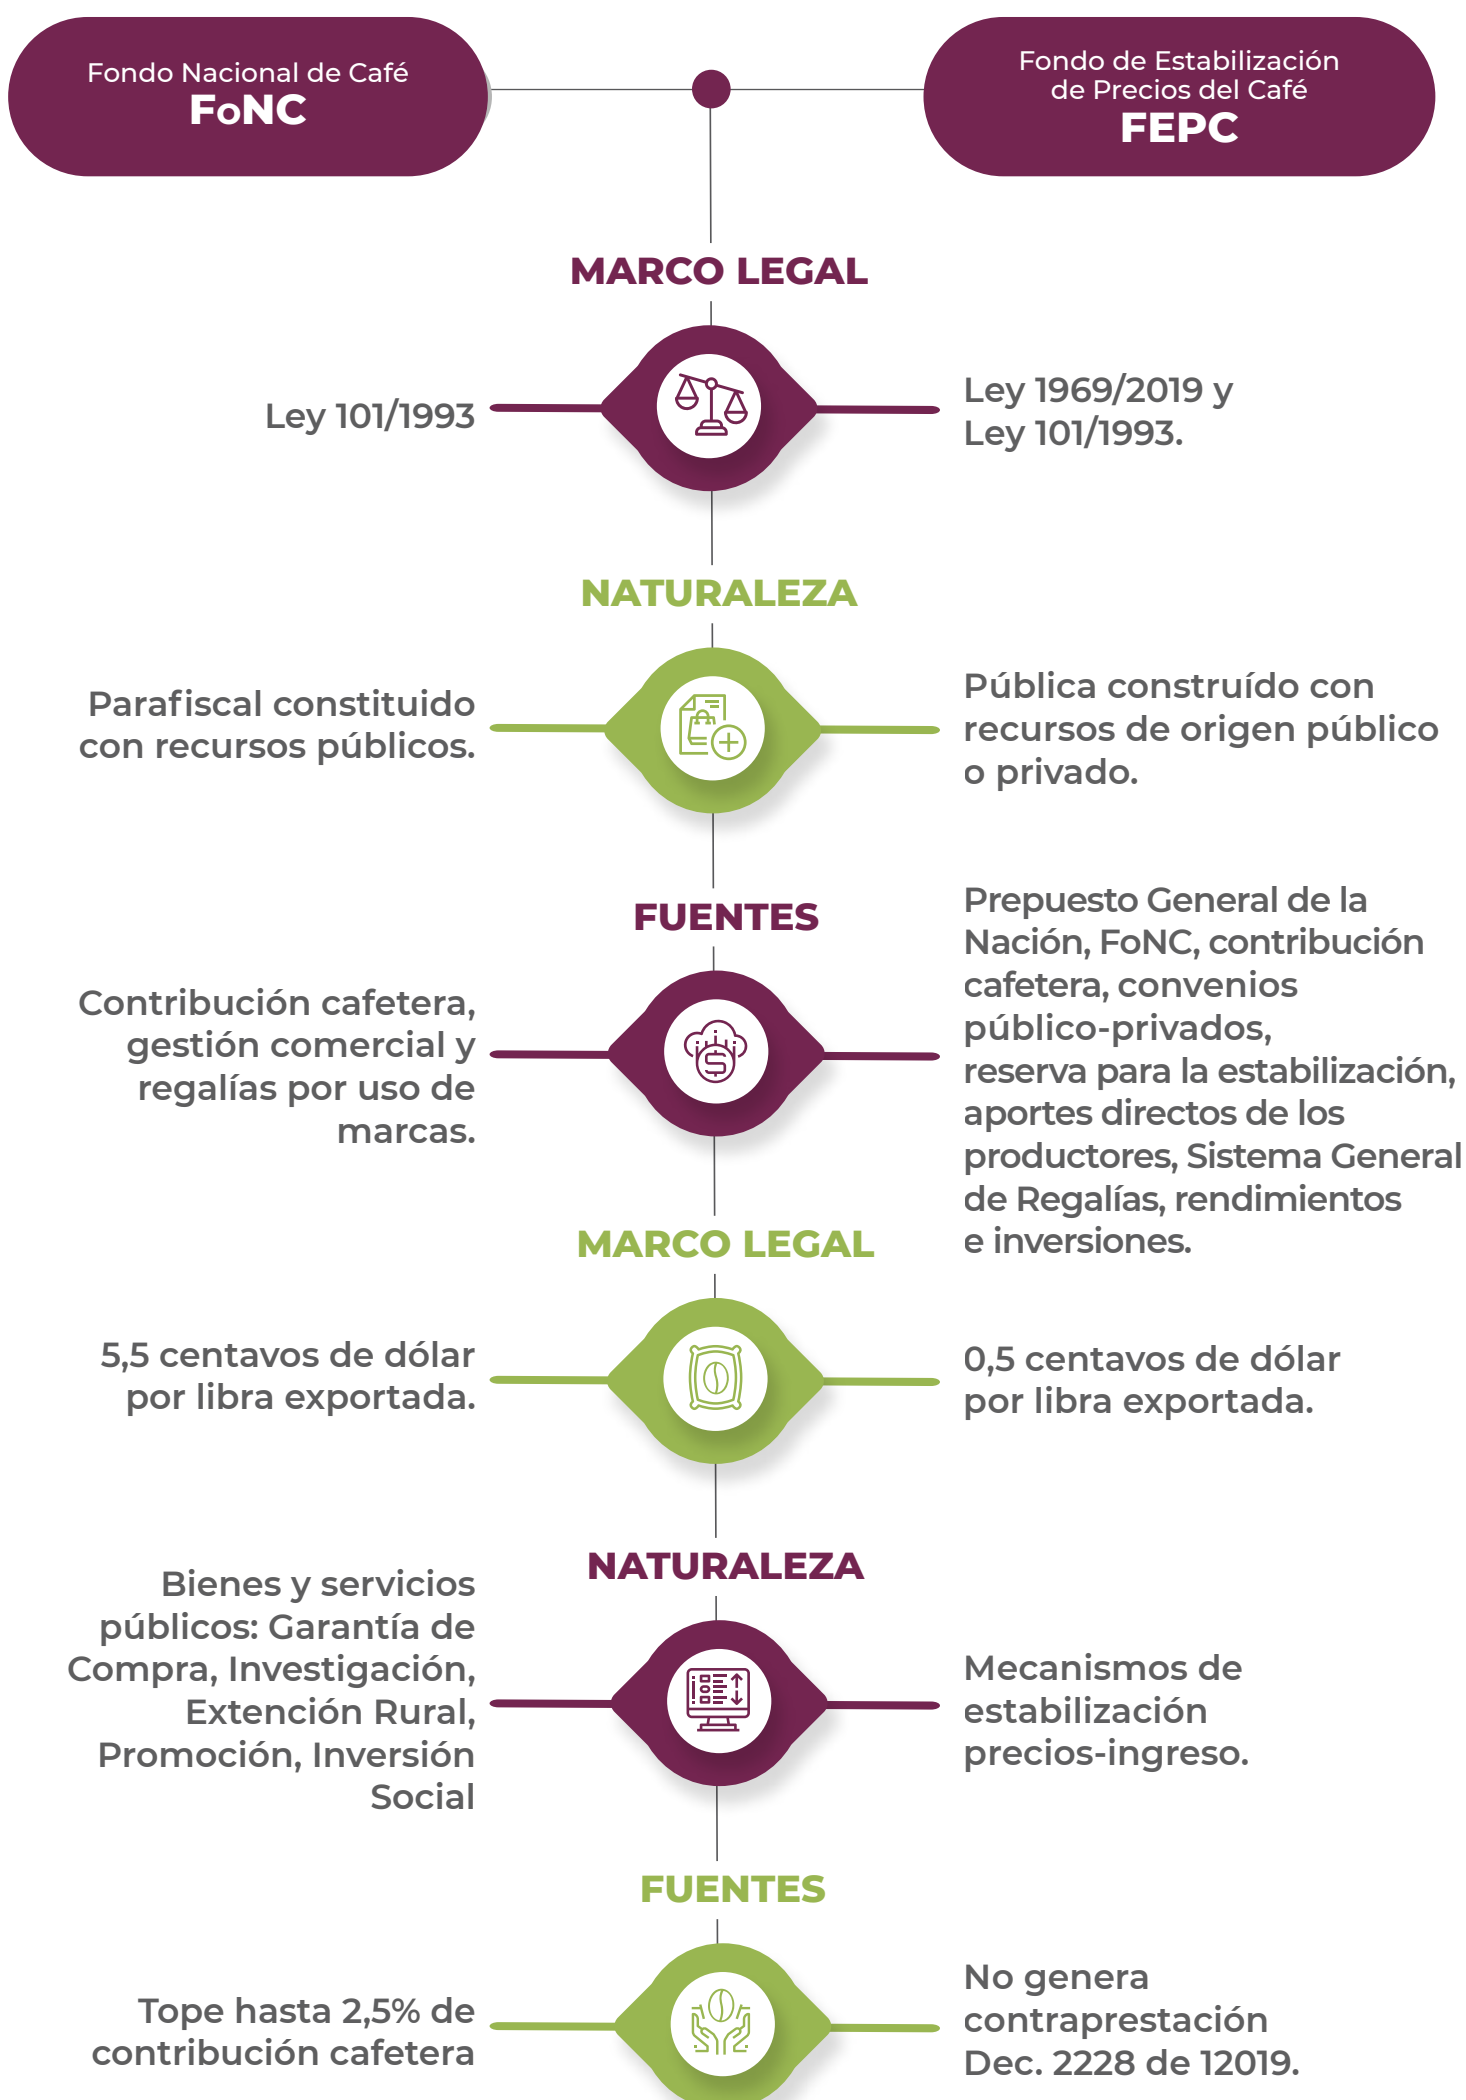 Fondo Nacional de Café
FoNC
Fondo de Estabilización
de Precios del Café
FEPC
MARCO LEGAL
Ley 101/1993
Ley 1969/2019 y
Ley 101/1993.
NATURALEZA
Parafiscal constituido
con recursos públicos.
Pública construído con
recursos de origen público
o privado.
FUENTES
Contribución cafetera,
gestión comercial y
regalías por uso de
marcas.
Prepuesto General de la
Nación, FoNC, contribución
cafetera, convenios
público-privados,
reserva para la estabilización,
aportes directos de los
productores, Sistema General
de Regalías, rendimientos
e inversiones.
MARCO LEGAL
5,5 centavos de dólar
por libra exportada.
0,5 centavos de dólar
por libra exportada.
NATURALEZA
Bienes y servicios
públicos: Garantía de
Compra, Investigación,
Extención Rural,
Promoción, Inversión
Social
Mecanismos de
estabilización
precios-ingreso.
FUENTES
Tope hasta 2,5% de
contribución cafetera
No genera
contraprestación
Dec. 2228 de 12019.